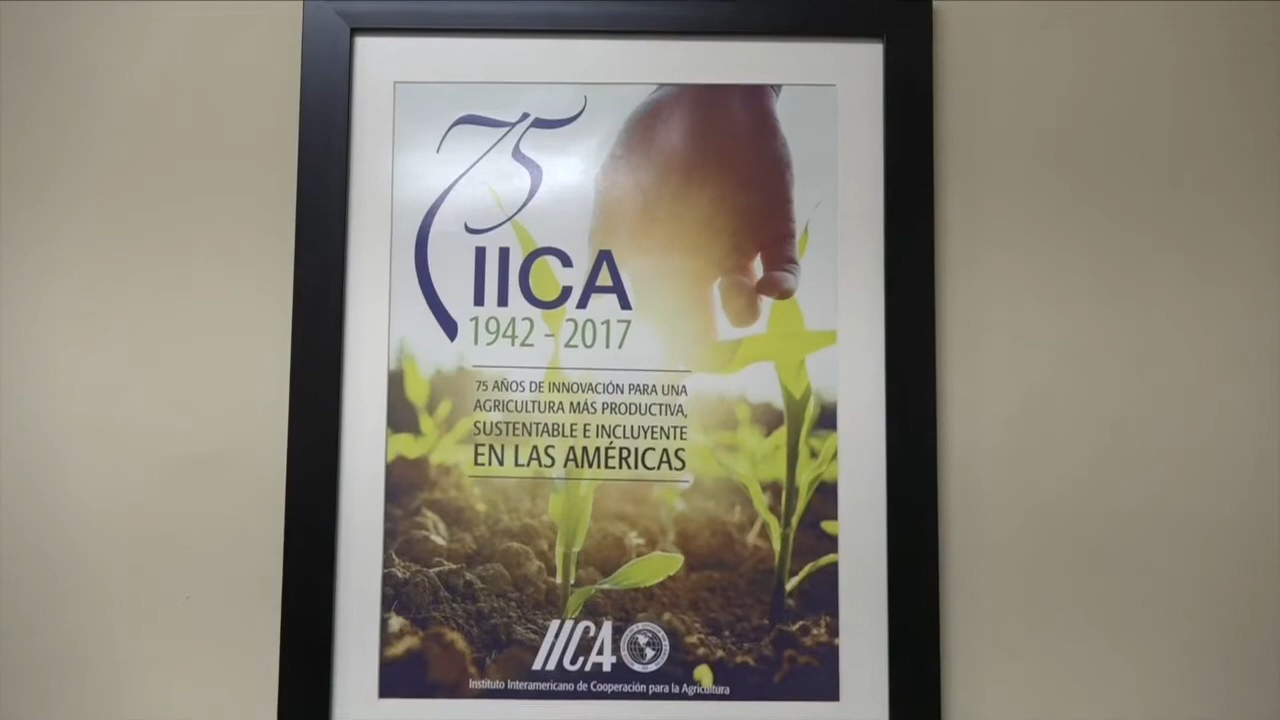 75
IICA
1942 - 2017
75 AÑOS DE INNOVACIÓN PARA UNA
AGRICULTURA MÁS PRODUCTIVA,
SUSTENTABLE E INCLUYENTE
EN LAS AMÉRICAS
IICA
Instituto Interamericano de Cooperación para la Agricultura